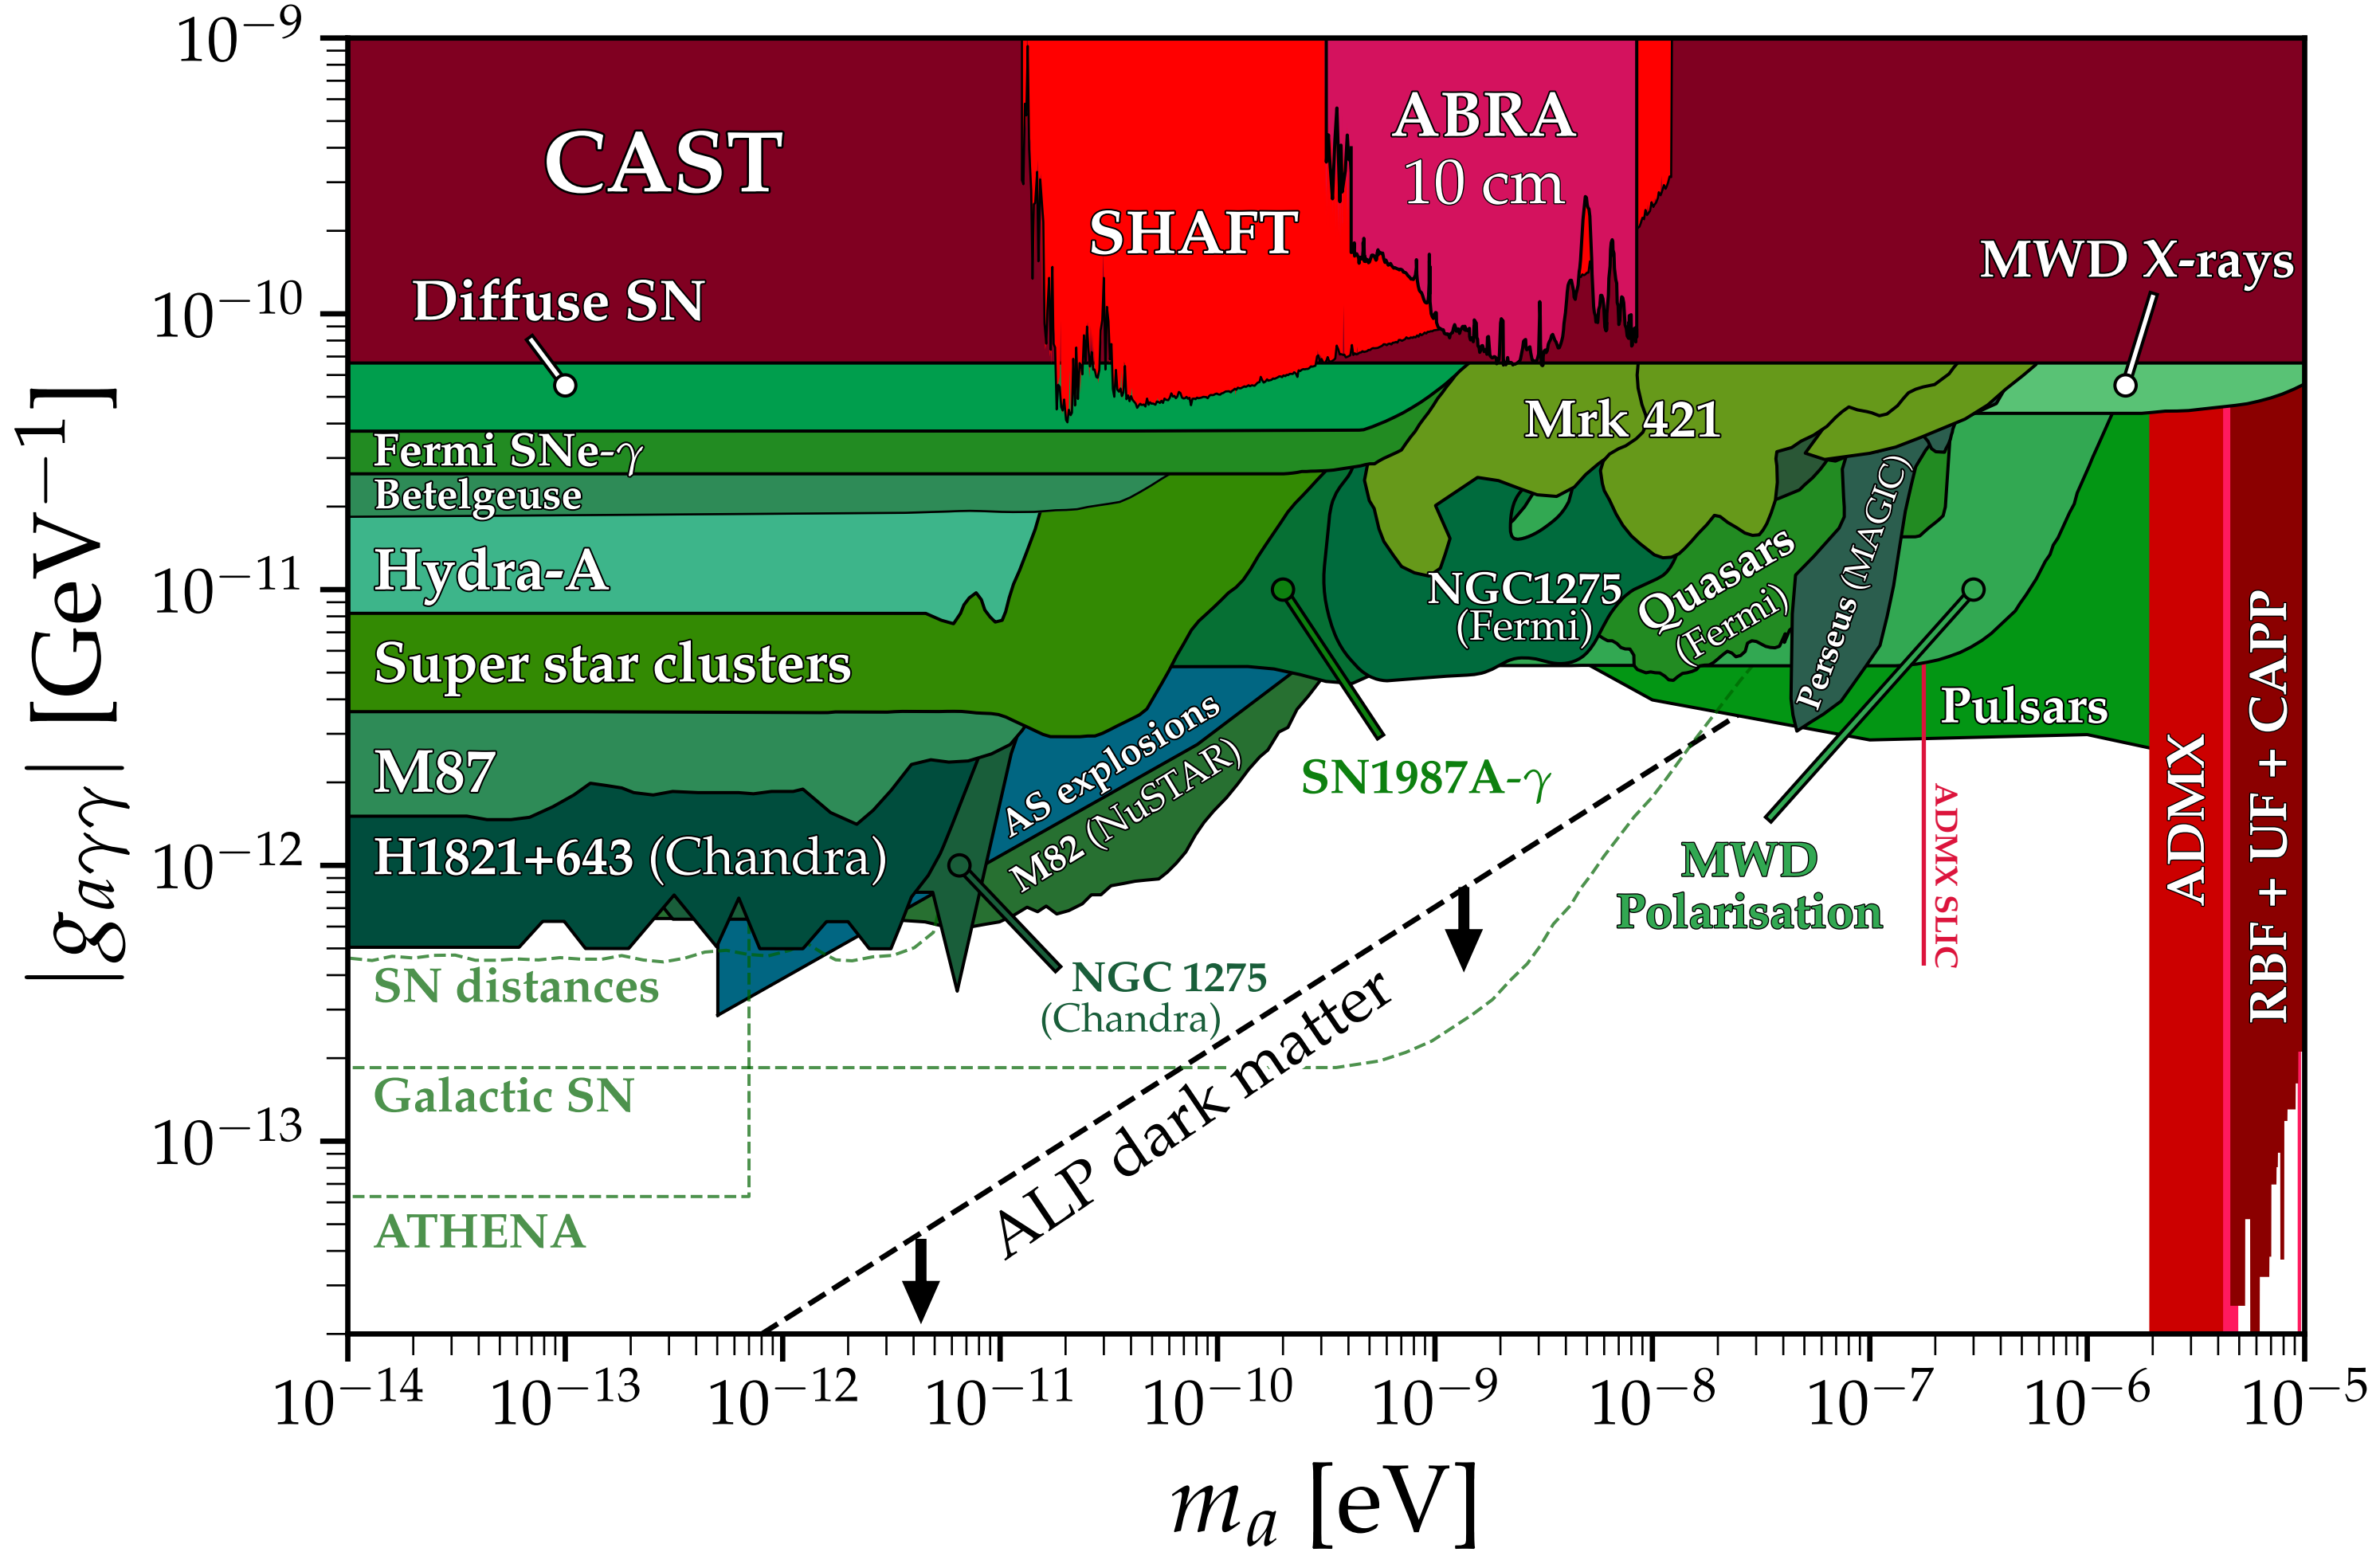 10⁻⁹
10⁻¹⁰
10⁻¹¹
10⁻¹²
10⁻¹³
|g_{aγγ}| [GeV⁻¹]
CAST
SHAFT
ABRA
10 cm
MWD X-rays
Diffuse SN
Fermi SNe-γ
Betelgeuse
Mrk 421
Hydra-A
NGC1275
(Fermi)
Quasars
(Fermi)
Perseus (MAGIC)
Super star clusters
Pulsars
M87
AS explosions
M82 (NuSTAR)
SN1987A-γ
H1821+643 (Chandra)
MWD
Polarisation
ADMX SLIC
ADMX
RBF + UF + CAPP
NGC 1275
(Chandra)
SN distances
Galactic SN
ATHENA
ALP dark matter
10⁻¹⁴ 10⁻¹³ 10⁻¹² 10⁻¹¹ 10⁻¹⁰ 10⁻⁹ 10⁻⁸ 10⁻⁷ 10⁻⁶ 10⁻⁵
m_a [eV]